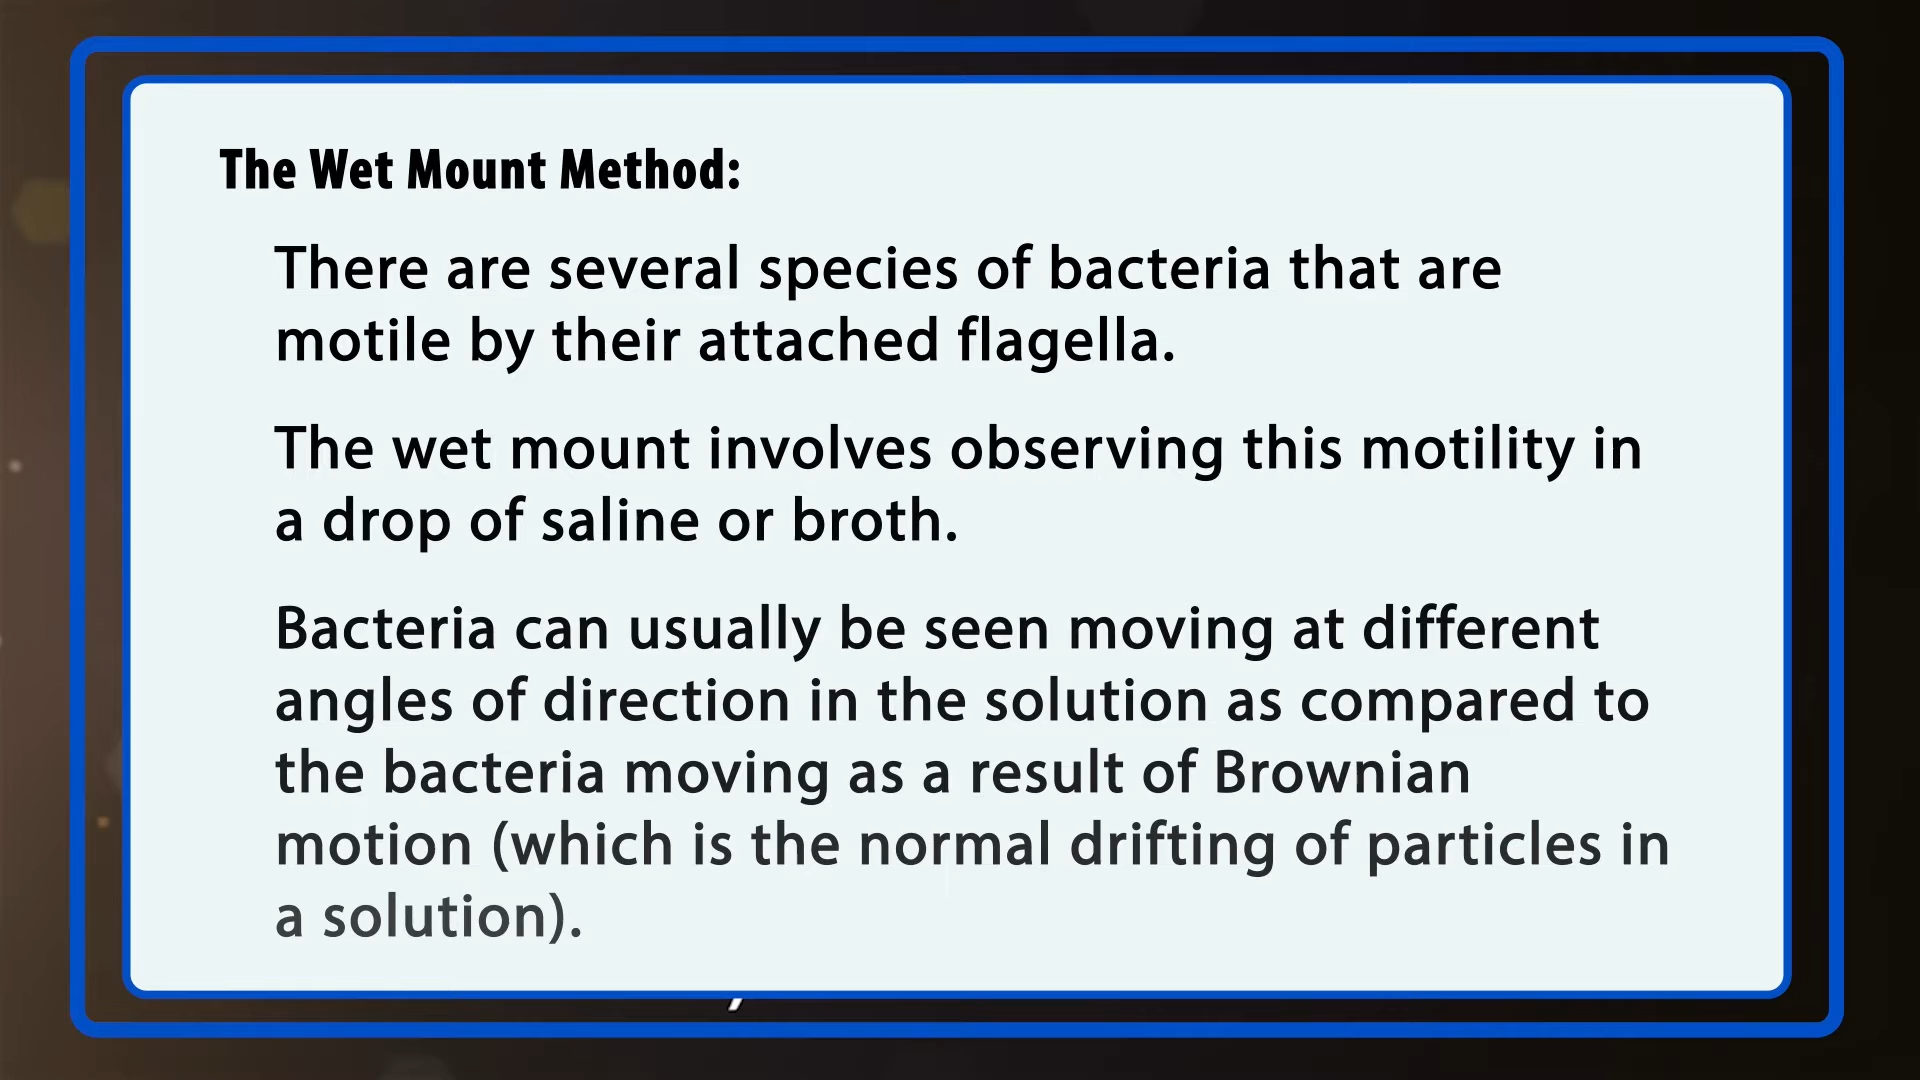 The Wet Mount Method:
There are several species of bacteria that are
motile by their attached flagella.
The wet mount involves observing this motility in
a drop of saline or broth.
Bacteria can usually be seen moving at different
angles of direction in the solution as compared to
the bacteria moving as a result of Brownian
motion (which is the normal drifting of particles in
a solution).